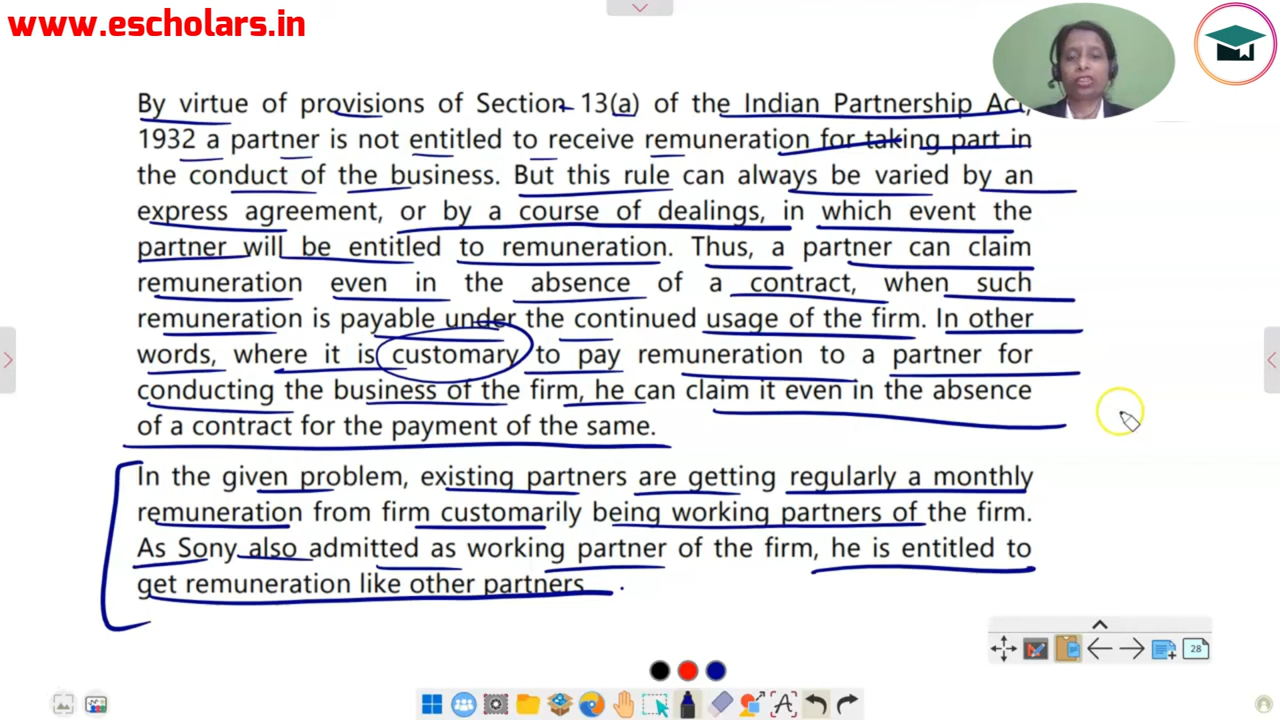 www.escholars.in
By virtue of provisions of Section 13(a) of the Indian Partnership Act,
1932 a partner is not entitled to receive remuneration for taking part in
the conduct of the business. But this rule can always be varied by an
express agreement, or by a course of dealings, in which event the
partner will be entitled to remuneration. Thus, a partner can claim
remuneration even in the absence of a contract, when such
remuneration is payable under the continued usage of the firm. In other
words, where it is customary to pay remuneration to a partner for
conducting the business of the firm, he can claim it even in the absence
of a contract for the payment of the same.
In the given problem, existing partners are getting regularly a monthly
remuneration from firm customarily being working partners of the firm.
As Sony also admitted as working partner of the firm, he is entitled to
get remuneration like other partners.
28